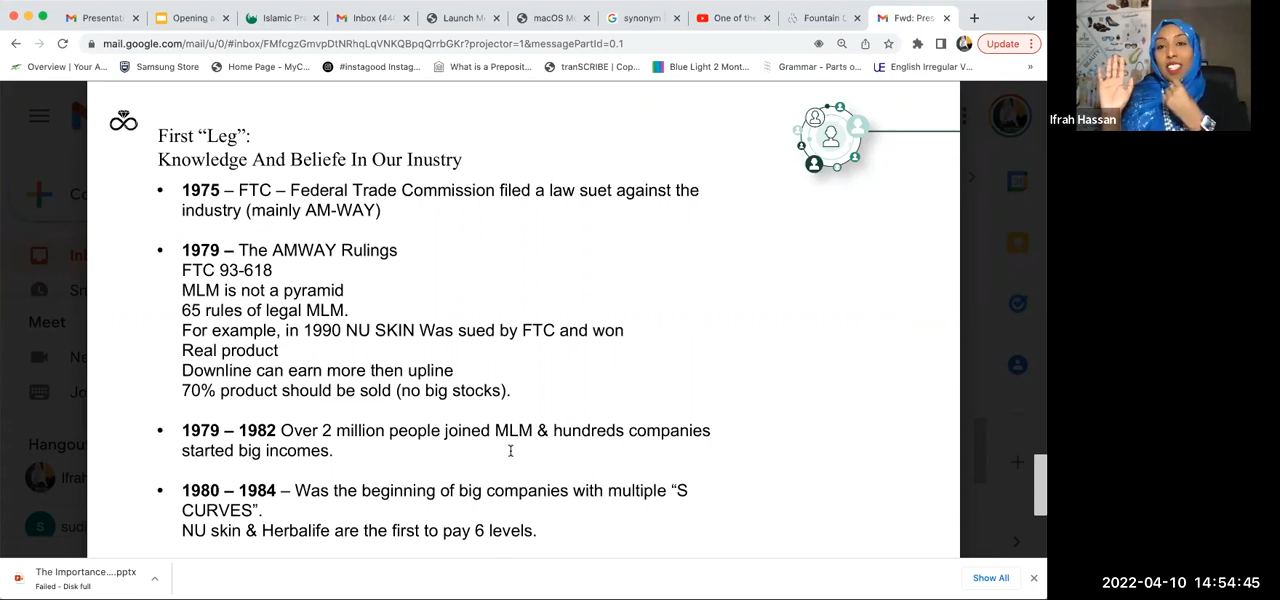 Presentat
Opening a
Islamic Pra
Inbox (44
Launch M
macOS M
synonym
One of the
Fountain C
Fwd: Pres
mail.google.com/mail/u/0/#inbox/FMfcgzGmvpDtNRhqLqVNKQBpqQrrbGKr?projector=1&messagePartId=0.1
Update
Overview | Your A...
Samsung Store
Home Page - MyC...
#instagood Instag...
What is a Preposit...
tranSCRIBE | Cop...
Blue Light 2 Mont...
Grammar - Parts o...
English Irregular V...
»
First “Leg”:
Knowledge And Beliefe In Our Inustry
• 1975 – FTC – Federal Trade Commission filed a law suet against the
industry (mainly AM-WAY)
• 1979 – The AMWAY Rulings
FTC 93-618
MLM is not a pyramid
65 rules of legal MLM.
For example, in 1990 NU SKIN Was sued by FTC and won
Real product
Downline can earn more then upline
70% product should be sold (no big stocks).
• 1979 – 1982 Over 2 million people joined MLM & hundreds companies
started big incomes.
• 1980 – 1984 – Was the beginning of big companies with multiple “S
CURVES”.
NU skin & Herbalife are the first to pay 6 levels.
Co
Inb
Sn
Meet
Ne
Jo
Hangou
Ifrah
S
sudi
The Importance....pptx
Failed - Disk full
Show All
Ifrah Hassan
2022-04-10 14:54:45